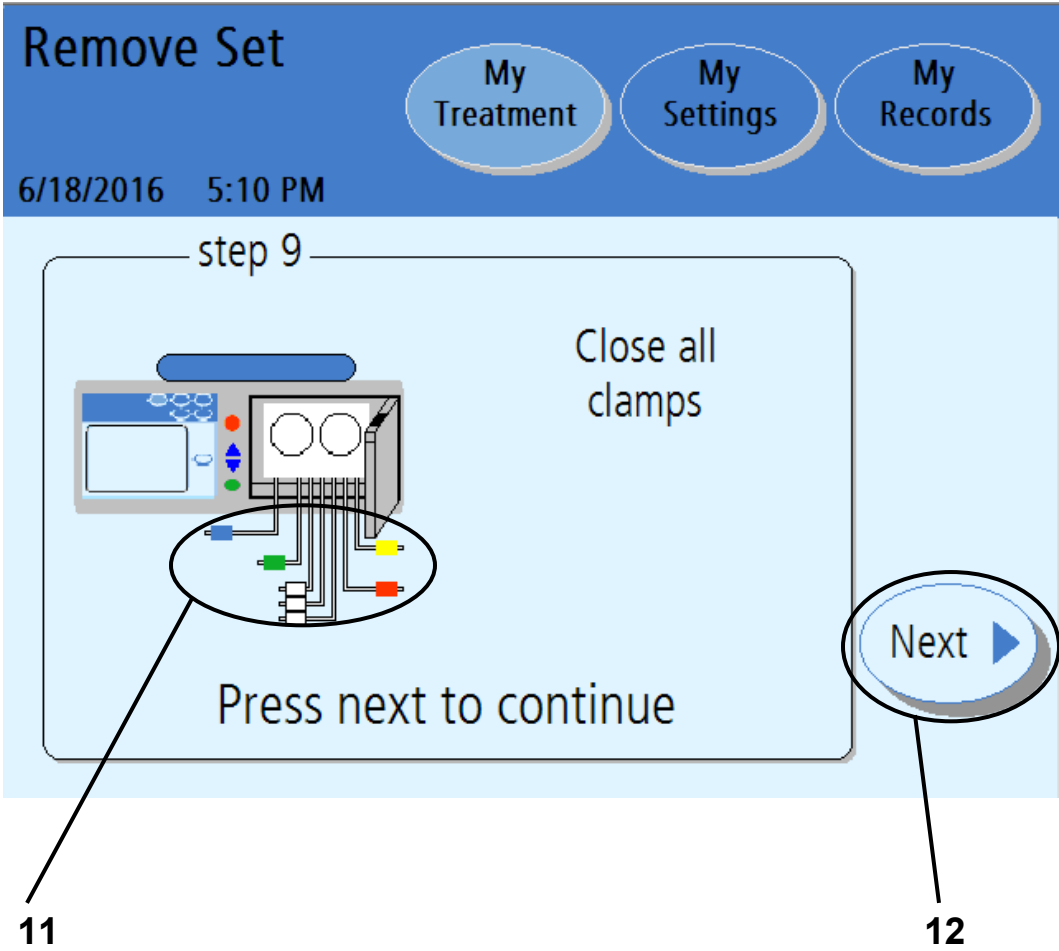 Remove Set
My
Treatment
My
Settings
My
Records
6/18/2016 5:10 PM
step 9
Close all
clamps
Next
Press next to continue
11
12